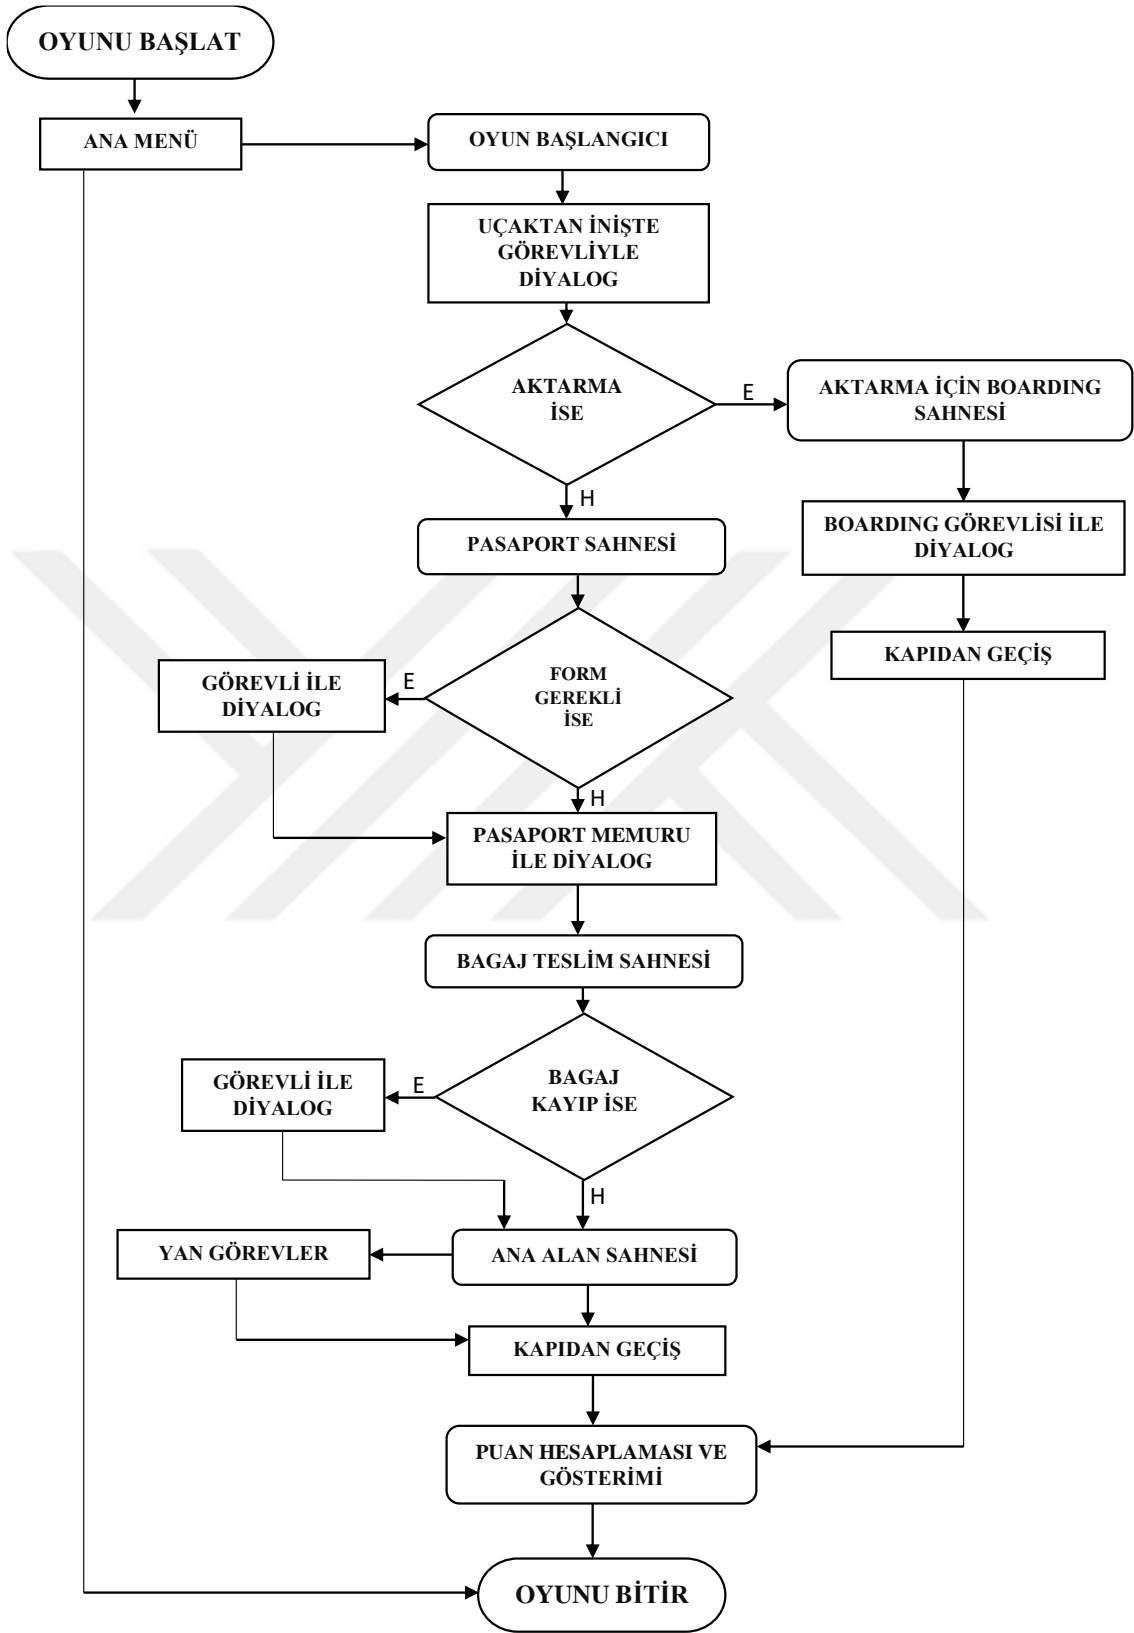 OYUNU BAŞLAT
ANA MENÜ
OYUN BAŞLANGICI
UÇAKTAN İNİŞTE
GÖREVLİYLE
DİYALOG
AKTARMA
İSE
E
AKTARMA İÇİN BOARDING
SAHNESİ
H
BOARDING GÖREVLİSİ İLE
DİYALOG
PASAPORT SAHNESİ
KAPIDAN GEÇİŞ
FORM
GEREKLİ
İSE
E
GÖREVLİ İLE
DİYALOG
H
PASAPORT MEMURU
İLE DİYALOG
BAGAJ TESLİM SAHNESİ
BAGAJ
KAYIP İSE
E
GÖREVLİ İLE
DİYALOG
H
YAN GÖREVLER
ANA ALAN SAHNESİ
KAPIDAN GEÇİŞ
PUAN HESAPLAMASI VE
GÖSTERİMİ
OYUNU BİTİR